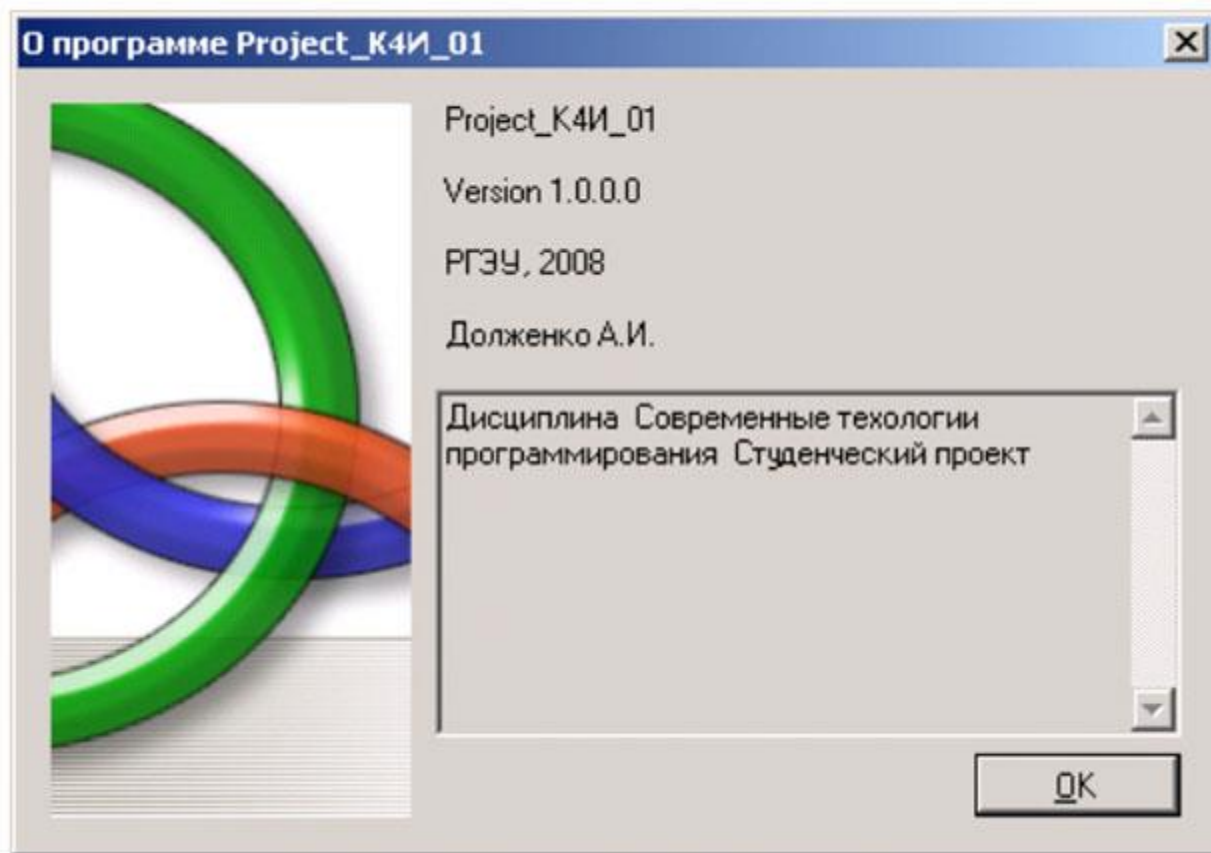 О программе Project_К4И_01
Project_К4И_01
Version 1.0.0.0
РГЭУ, 2008
Долженко А.И.
Дисциплина Современные техологии
программирования Студенческий проект
OK